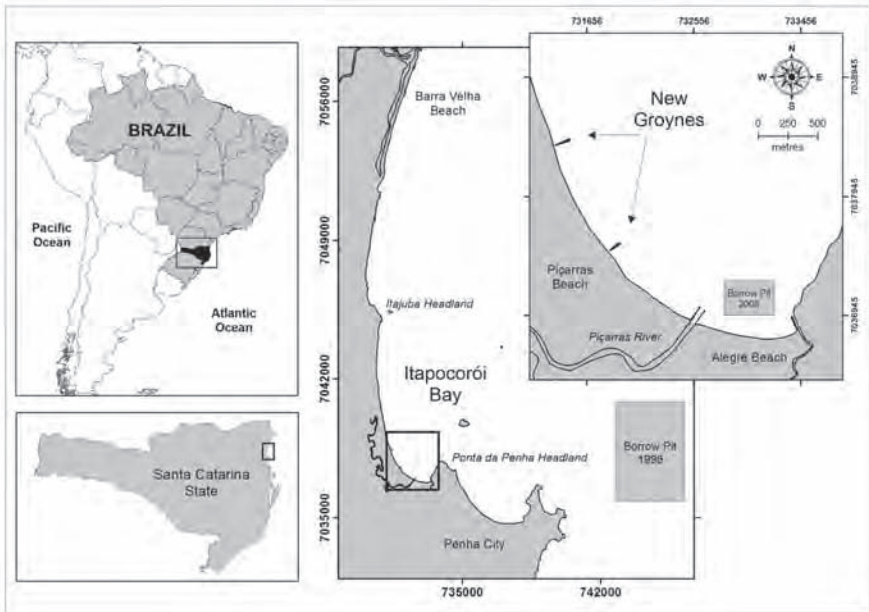 BRAZIL
Pacific
Ocean
Atlantic
Ocean
Santa Catarina
State
7056000
7049000
7042000
7035000
735000
742000
Barra Velha
Beach
Itajuba Headland
Itapocorói
Bay
Ponta da Penha Headland
Borrow Pit
1998
Penha City
731656
732556
733456
7038945
7037945
7036945
N
W
E
S
0 250 500
metres
New
Groynes
Piçarras
Beach
Borrow Pit
2008
Piçarras River
Alegre Beach